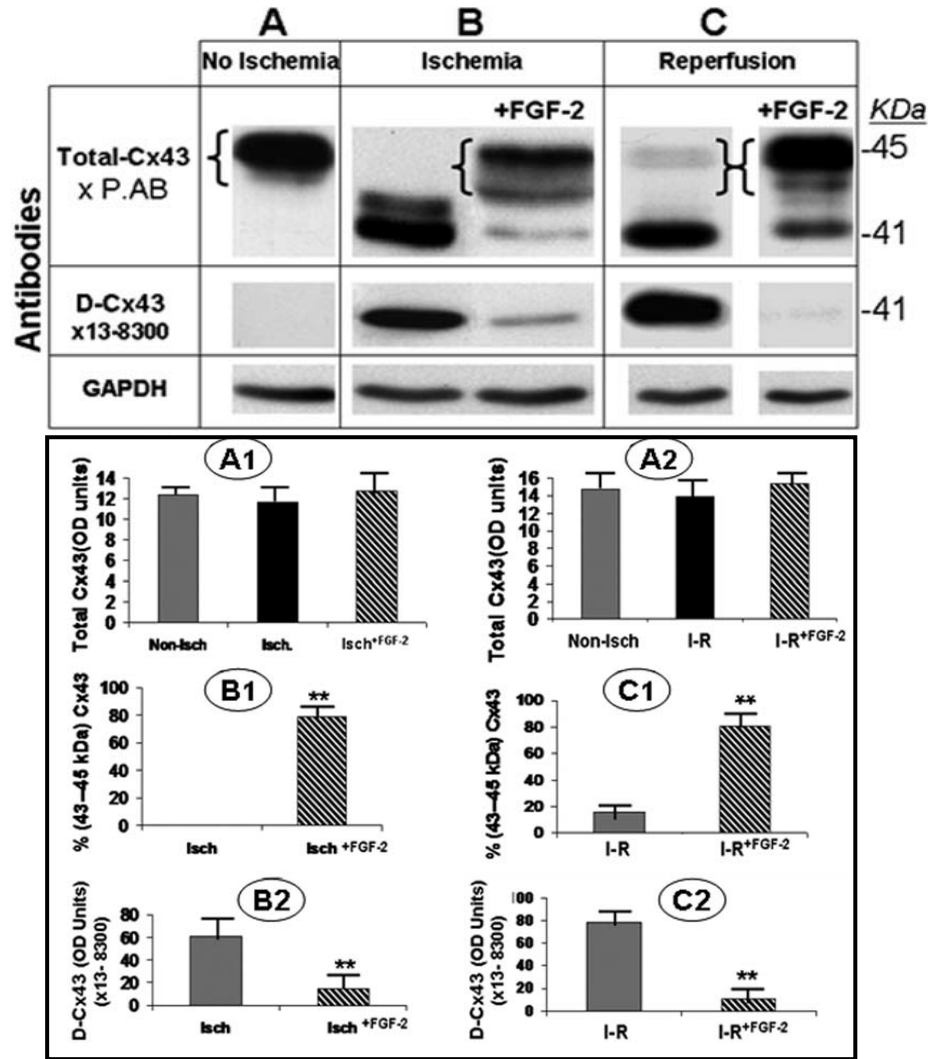 A B C
No Ischemia Ischemia Reperfusion
+FGF-2 +FGF-2 KDa
Total-Cx43 -45
x P.AB
-41
Antibodies
D-Cx43 -41
x13-8300
GAPDH
A1
Total Cx43(OD units)
14
12
10
8
6
4
2
0
Non-Isch Isch. Isch+FGF-2
A2
Total Cx43(OD units)
16
14
12
10
8
6
4
2
0
Non-Isch I-R I-R+FGF-2
B1
% (43–45 kDa) Cx43
100
80
60
40
20
0
**
Isch Isch +FGF-2
C1
% (43–45 kDa) Cx43
100
80
60
40
20
0
**
I-R I-R+FGF-2
B2
D-Cx43 (OD Units)
(x13- 8300)
80
60
40
20
0
**
Isch Isch +FGF-2
C2
D-Cx43 (OD Units)
(x13- 8300)
100
80
60
40
20
0
**
I-R I-R+FGF-2